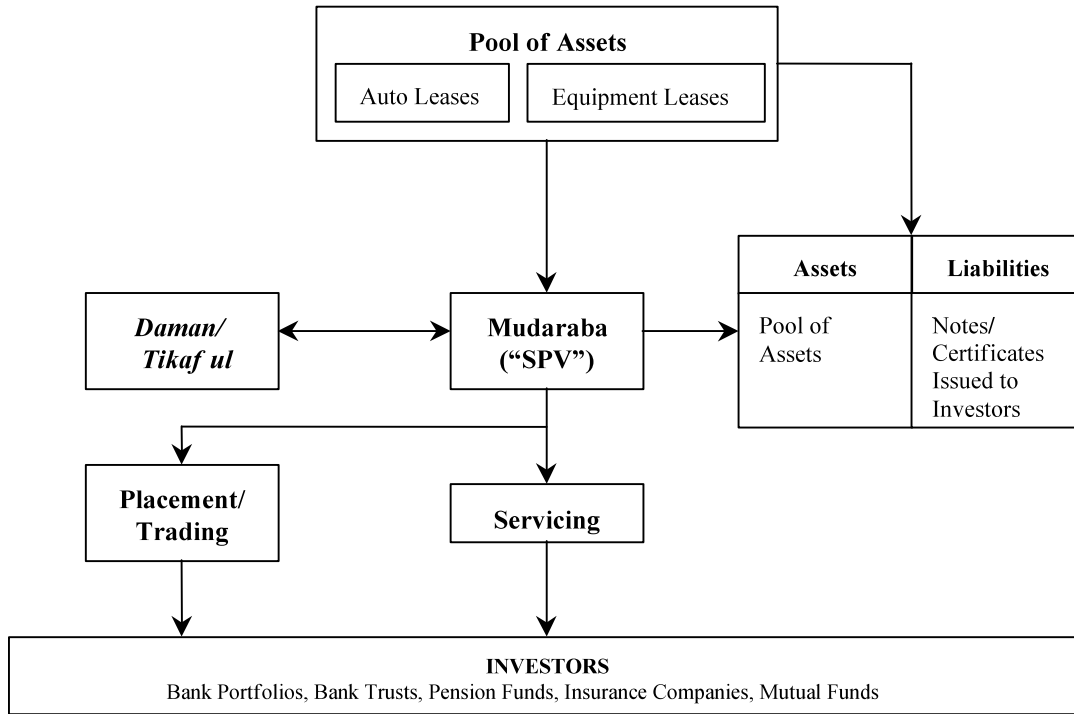 Pool of Assets
Auto Leases
Equipment Leases
Assets
Liabilities
Daman/
Tikaf ul
Mudaraba
(“SPV”)
Pool of
Assets
Notes/
Certificates
Issued to
Investors
Placement/
Trading
Servicing
INVESTORS
Bank Portfolios, Bank Trusts, Pension Funds, Insurance Companies, Mutual Funds